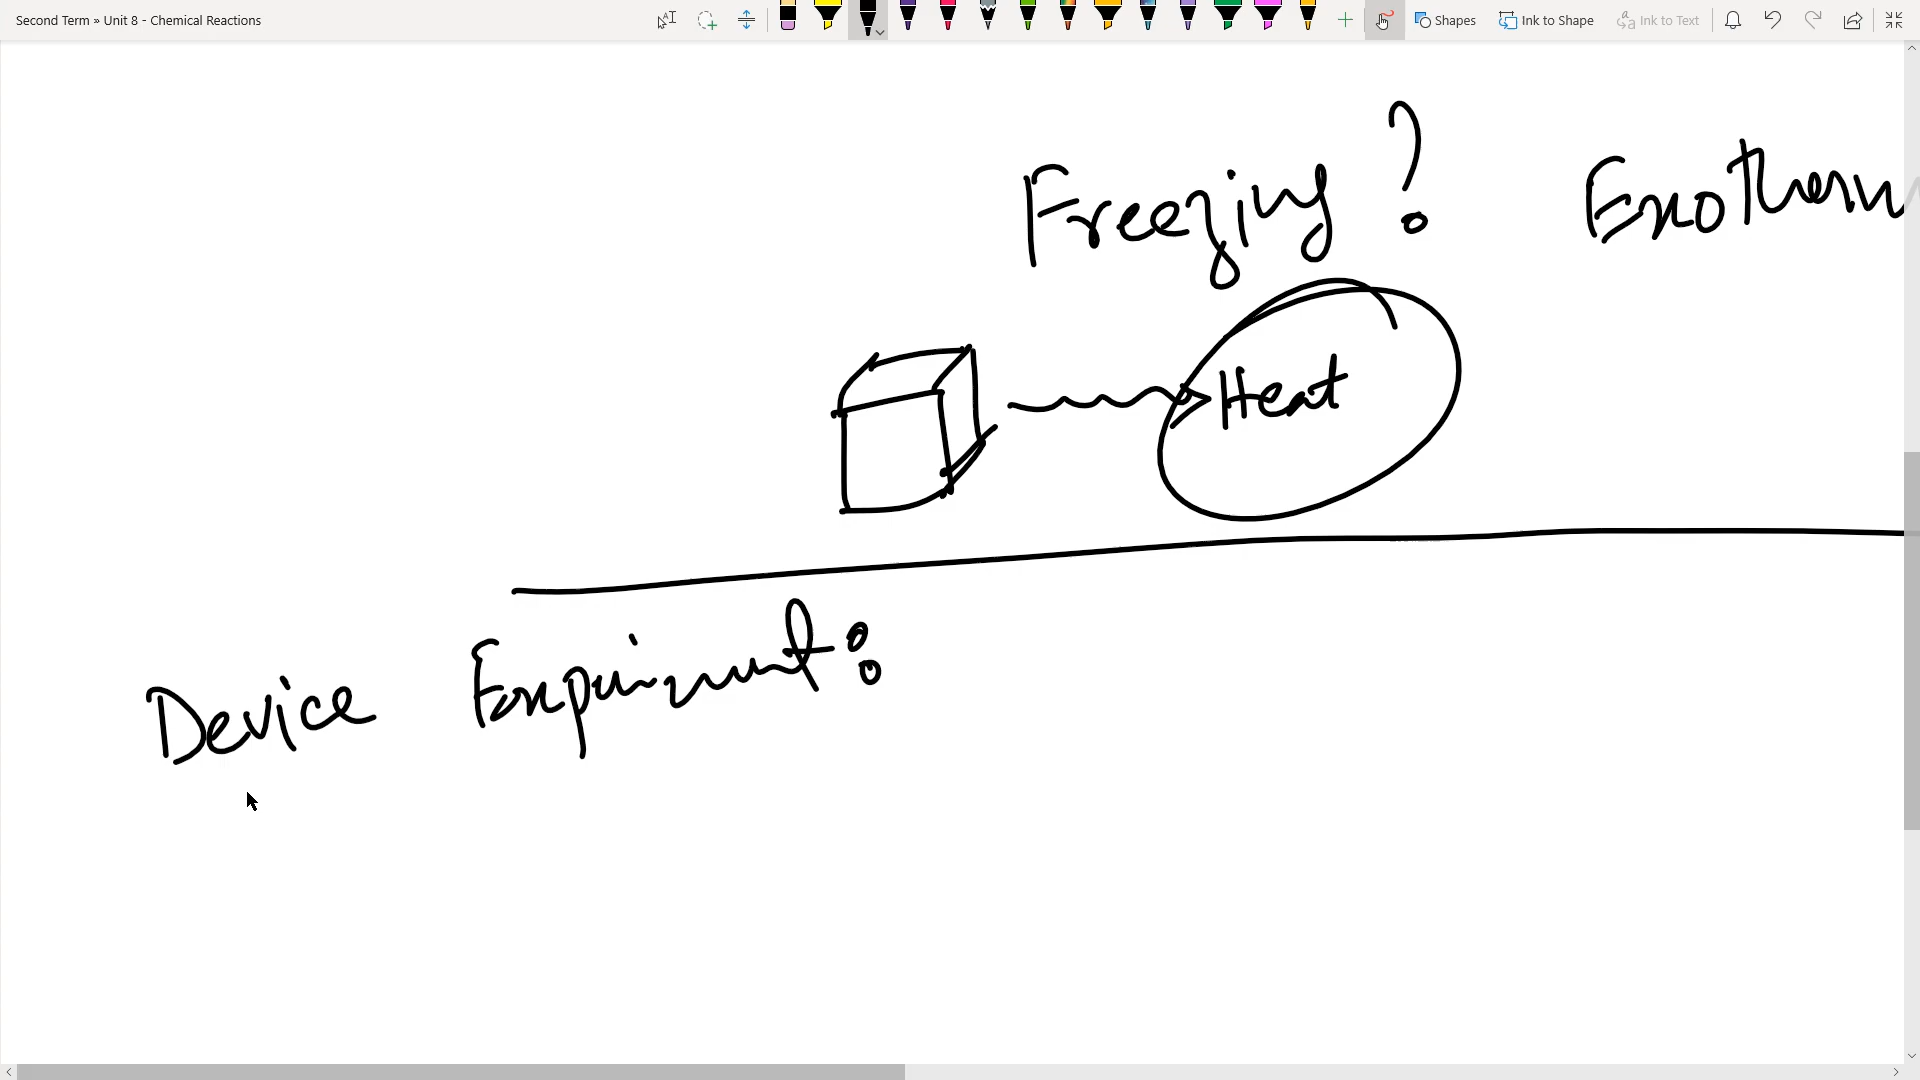 Second Term » Unit 8 - Chemical Reactions
Shapes
Ink to Shape
Ink to Text
Freezing? Exotherm
Heat
Device Experiment: